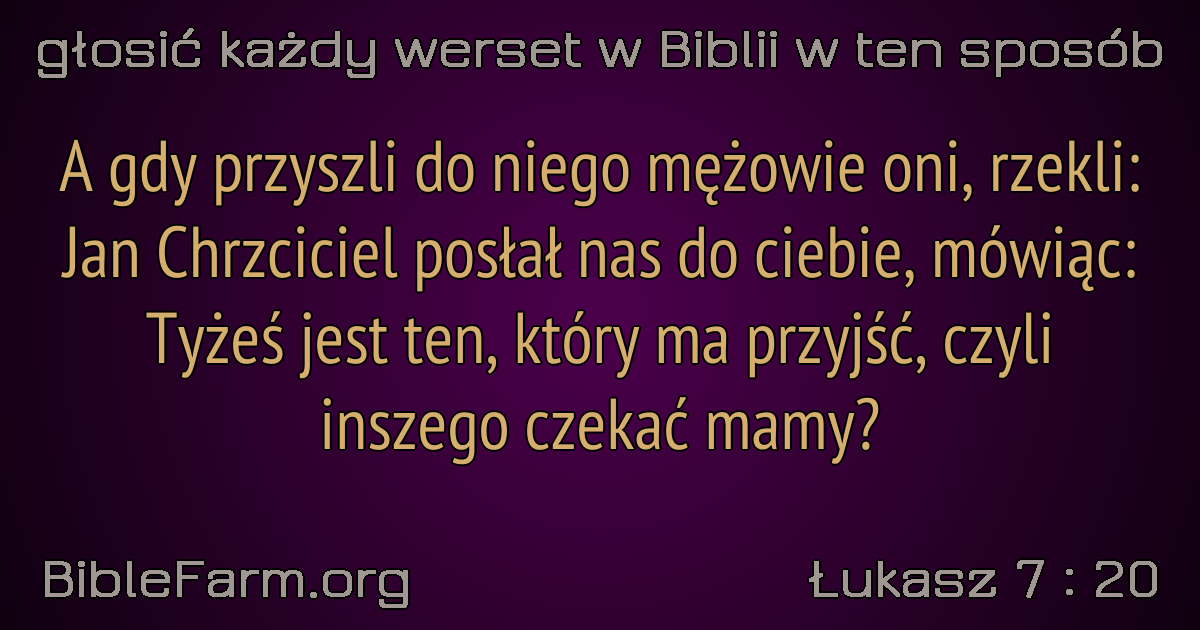 głosić każdy werset w Biblii w ten sposób
A gdy przyszli do niego mężowie oni, rzekli:
Jan Chrzciciel posłał nas do ciebie, mówiąc:
Tyżeś jest ten, który ma przyjść, czyli
inszego czekać mamy?
BibleFarm.org
Łukasz 7 : 20